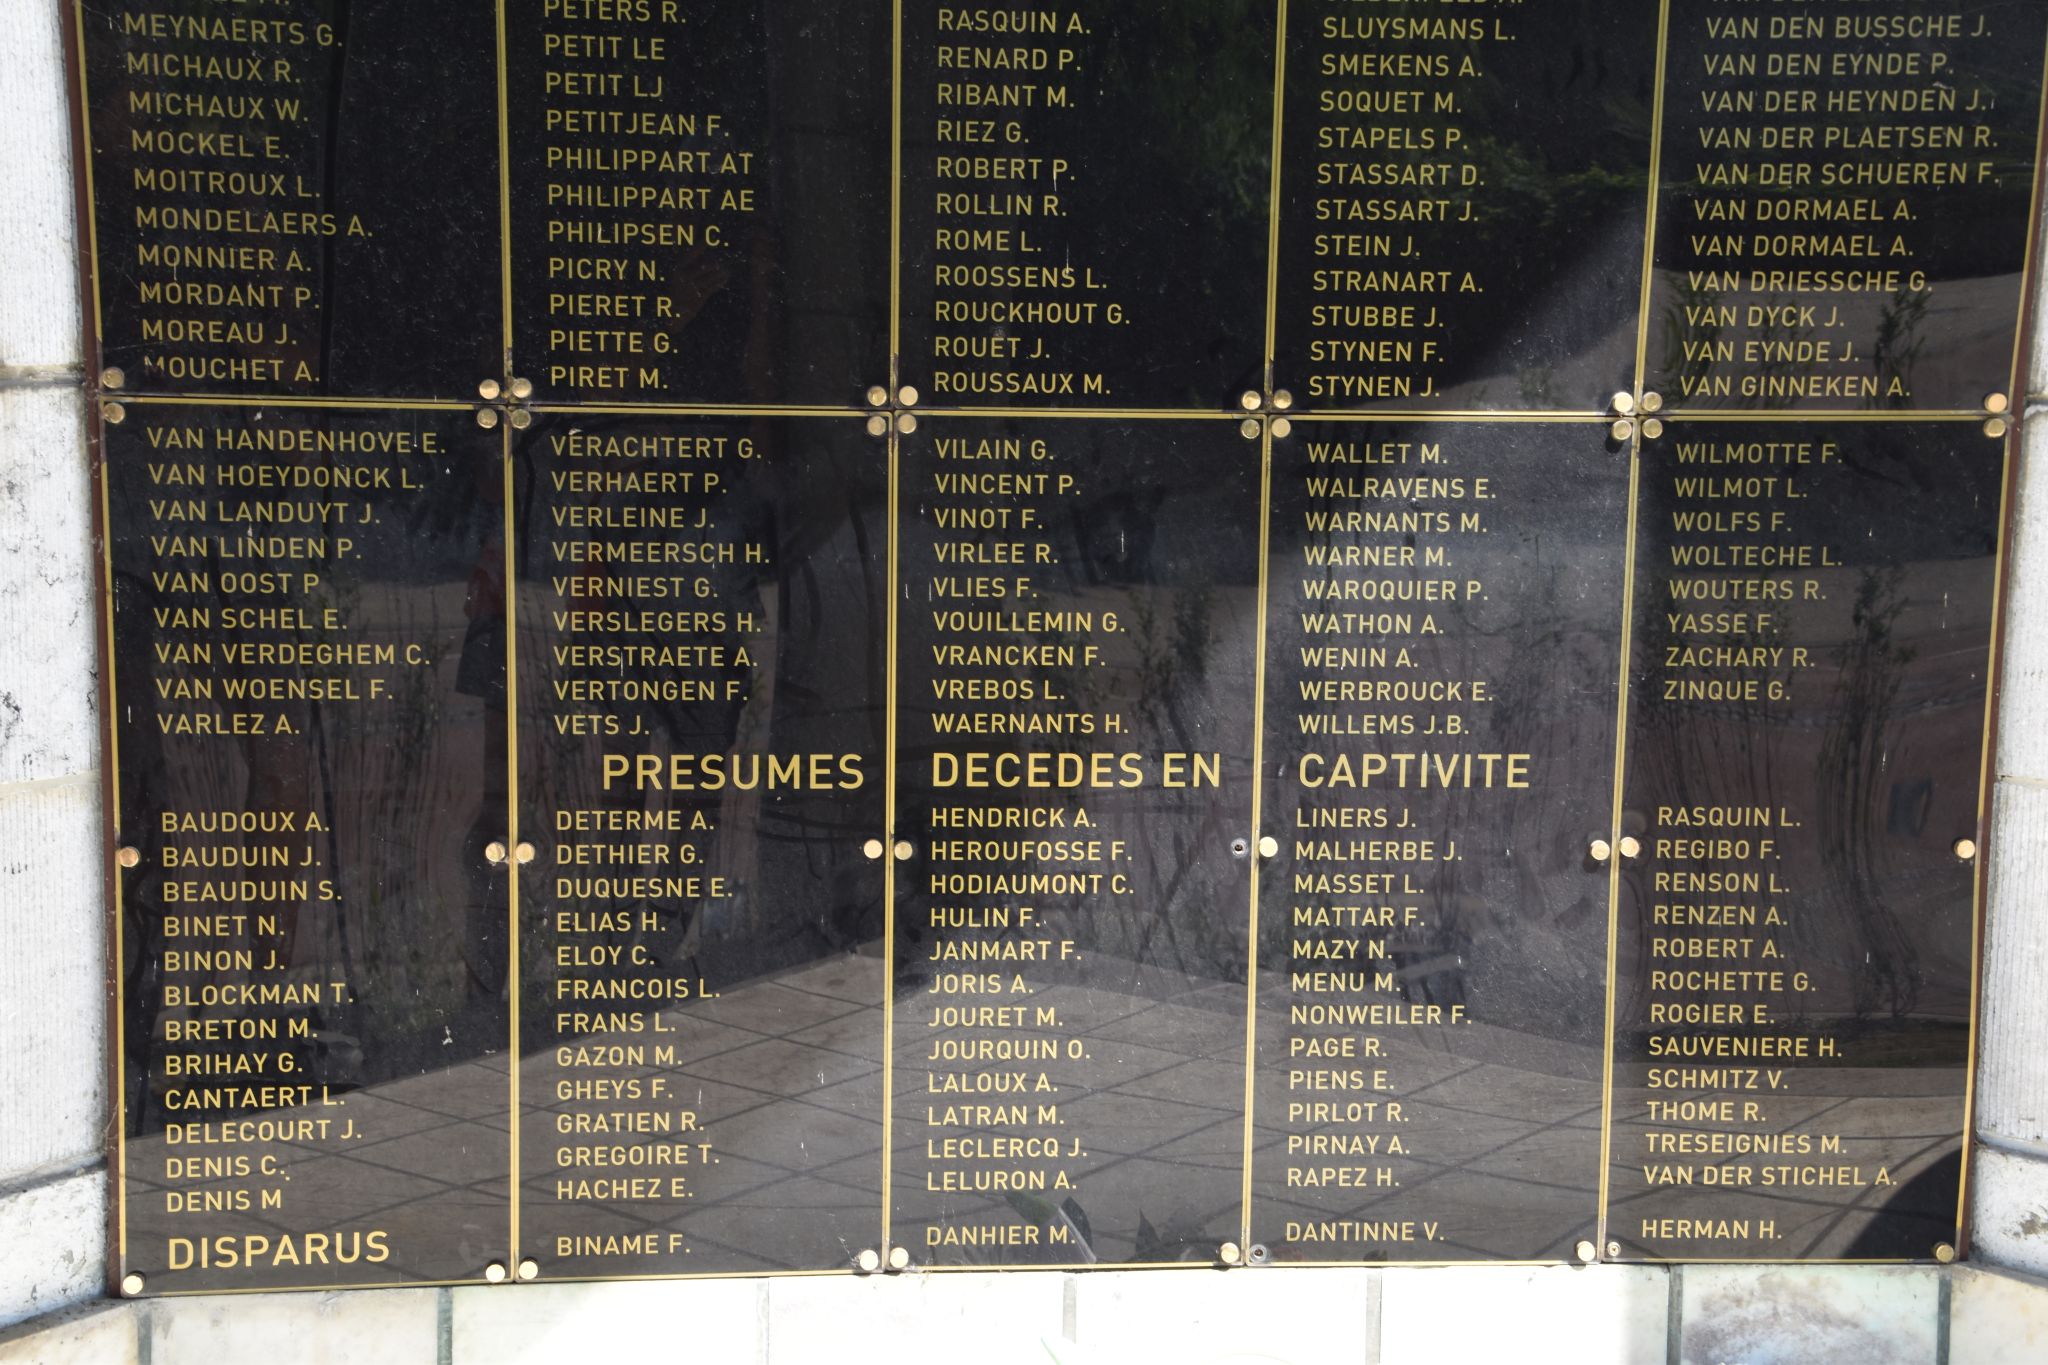 MEYNAERTS G.
MICHAUX R.
MICHAUX W.
MOCKEL E.
MOITROUX L.
MONDELAERS A.
MONNIER A.
MORDANT P.
MOREAU J.
MOUCHET A.
PETERS R.
PETIT LE
PETIT LJ
PETITJEAN F.
PHILIPPART AT
PHILIPPART AE
PHILIPSEN C.
PICRY N.
PIERET R.
PIETTE G.
PIRET M.
RASQUIN A.
RENARD P.
RIBANT M.
RIEZ G.
ROBERT P.
ROLLIN R.
ROME L.
ROOSSENS L.
ROUCKHOUT G.
ROUET J.
ROUSSAUX M.
SLUYSMANS L.
SMEKENS A.
SOQUET M.
STAPELS P.
STASSART D.
STASSART J.
STEIN J.
STRANART A.
STUBBE J.
STYNEN F.
STYNEN J.
VAN DEN BUSSCHE J.
VAN DEN EYNDE P.
VAN DER HEYNDEN J.
VAN DER PLAETSEN R.
VAN DER SCHUEREN F.
VAN DORMAEL A.
VAN DORMAEL A.
VAN DRIESSCHE G.
VAN DYCK J.
VAN EYNDE J.
VAN GINNEKEN A.
VAN HANDENHOVE E.
VAN HOEYDONCK L.
VAN LANDUYT J.
VAN LINDEN P.
VAN OOST P
VAN SCHEL E.
VAN VERDEGHEM C.
VAN WOENSEL F.
VARLEZ A.
VERACHTERT G.
VERHAERT P.
VERLEINE J.
VERMEERSCH H.
VERNIEST G.
VERSLEGERS H.
VERSTRAETE A.
VERTONGEN F.
VETS J.
VILAIN G.
VINCENT P.
VINOT F.
VIRLEE R.
VLIES F.
VOUILLEMIN G.
VRANCKEN F.
VREBOS L.
WAERNANTS H.
WALLET M.
WALRAVENS E.
WARNANTS M.
WARNER M.
WAROQUIER P.
WATHON A.
WENIN A.
WERBROUCK E.
WILLEMS J.B.
WILMOTTE F.
WILMOT L.
WOLFS F.
WOLTECHE L.
WOUTERS R.
YASSE F.
ZACHARY R.
ZINQUE G.
PRESUMES DECEDES EN CAPTIVITE
BAUDOUX A.
BAUDUIN J.
BEAUDUIN S.
BINET N.
BINON J.
BLOCKMAN T.
BRETON M.
BRIHAY G.
CANTAERT L.
DELECOURT J.
DENIS C.
DENIS M
DETERME A.
DETHIER G.
DUQUESNE E.
ELIAS H.
ELOY C.
FRANCOIS L.
FRANS L.
GAZON M.
GHEYS F.
GRATIEN R.
GREGOIRE T.
HACHEZ E.
HENDRICK A.
HEROUFOSSE F.
HODIAUMONT C.
HULIN F.
JANMART F.
JORIS A.
JOURET M.
JOURQUIN O.
LALOUX A.
LATRAN M.
LECLERCQ J.
LELURON A.
LINERS J.
MALHERBE J.
MASSET L.
MATTAR F.
MAZY N.
MENU M.
NONWEILER F.
PAGE R.
PIENS E.
PIRLOT R.
PIRNAY A.
RAPEZ H.
RASQUIN L.
REGIBO F.
RENSON L.
RENZEN A.
ROBERT A.
ROCHETTE G.
ROGIER E.
SAUVENIERE H.
SCHMITZ V.
THOME R.
TRESEIGNIES M.
VAN DER STICHEL A.
DISPARUS
BINAME F.
DANHIER M.
DANTINNE V.
HERMAN H.